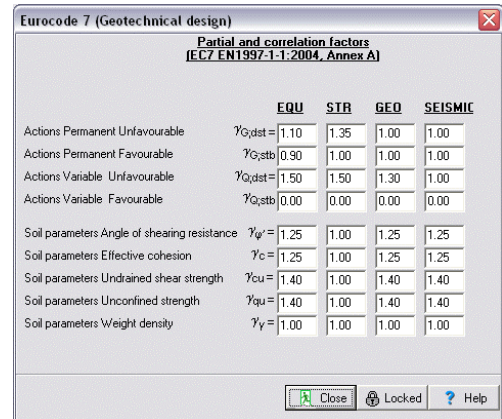 Eurocode 7 (Geotechnical design)
Partial and correlation factors
(EC7 EN1997-1-1:2004, Annex A)
EQU STR GEO SEISMIC
Actions Permanent Unfavourable γG;dst = 1.10 1.35 1.00 1.00
Actions Permanent Favourable γG;stb 0.90 1.00 1.00 1.00
Actions Variable Unfavourable γQ;dst = 1.50 1.50 1.30 1.00
Actions Variable Favourable γQ;stb 0.00 0.00 0.00 0.00
Soil parameters Angle of shearing resistance γφ' = 1.25 1.00 1.25 1.25
Soil parameters Effective cohesion γc = 1.25 1.00 1.25 1.25
Soil parameters Undrained shear strength γcu = 1.40 1.00 1.40 1.40
Soil parameters Unconfined strength γqu = 1.40 1.00 1.40 1.40
Soil parameters Weight density γγ = 1.00 1.00 1.00 1.00
Close Locked ? Help